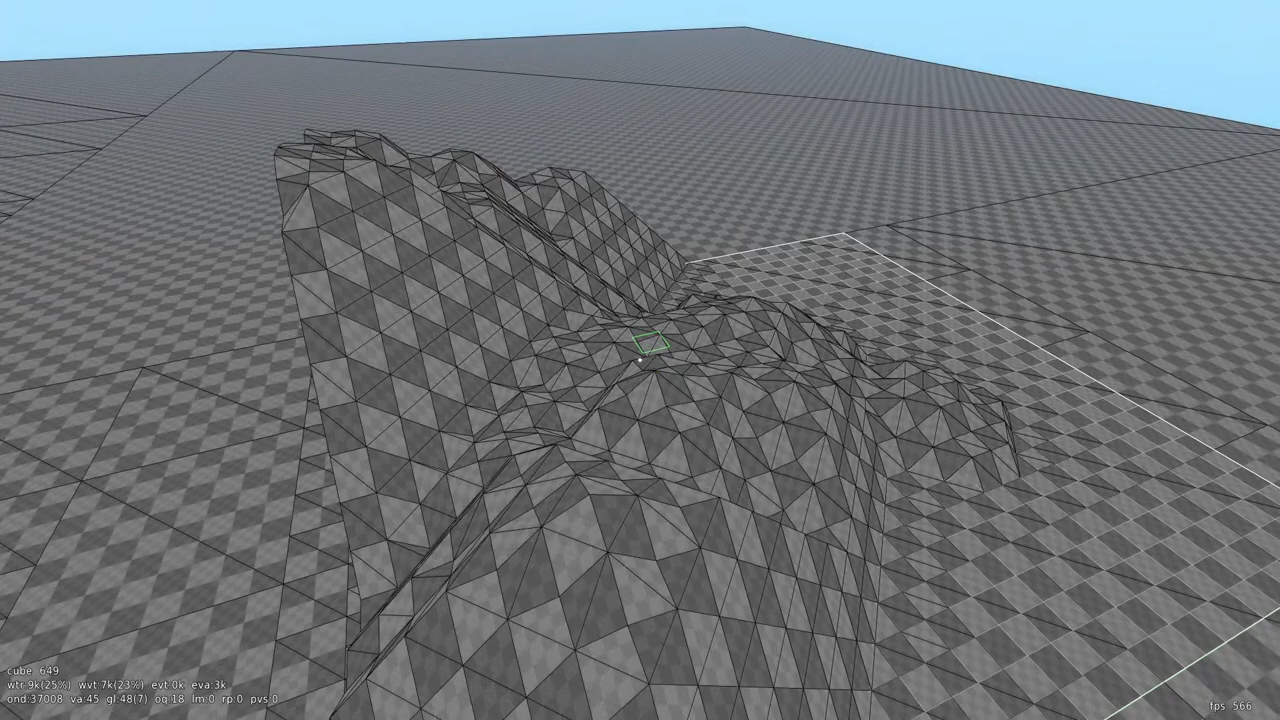 cube 649
wtr:9k(25%) wvt:7k(23%) evt:0k eva:3k
ond:37008 va:45 gl:48(7) oq:18 lm:0 rp:0 pvs:0
fps 566